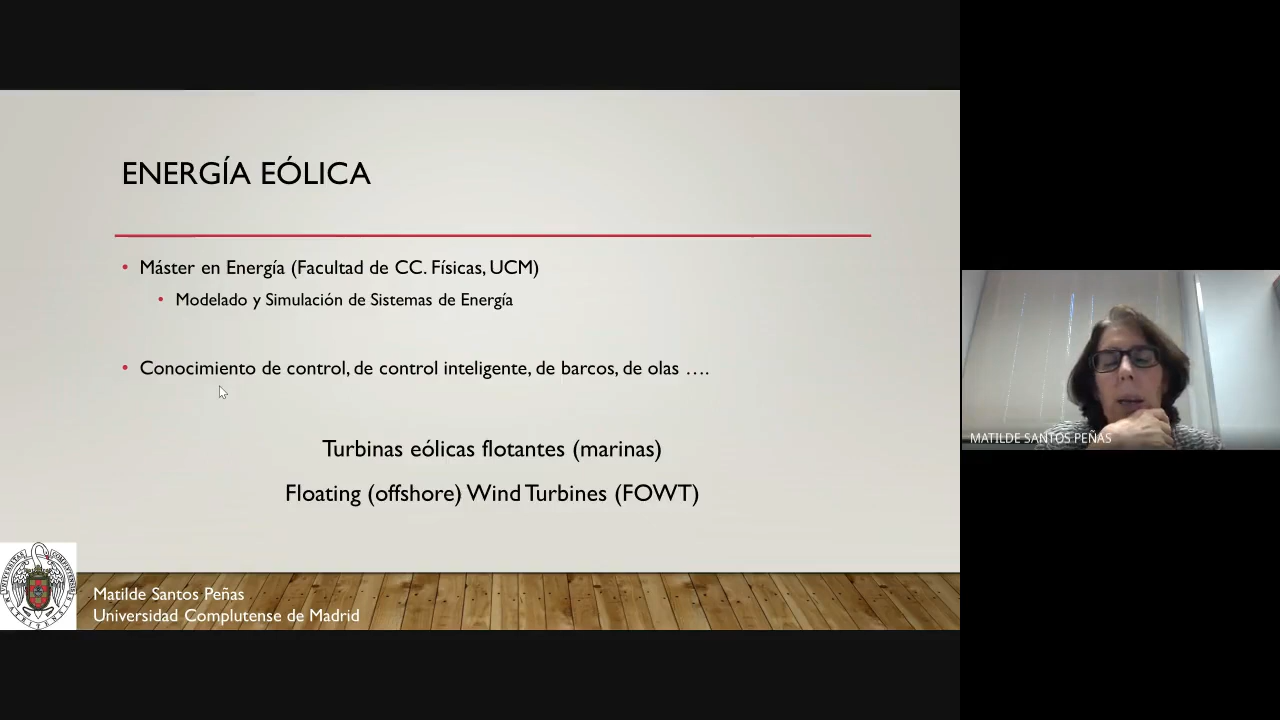 ENERGÍA EÓLICA
• Máster en Energía (Facultad de CC. Físicas, UCM)
• Modelado y Simulación de Sistemas de Energía
• Conocimiento de control, de control inteligente, de barcos, de olas ....
Turbinas eólicas flotantes (marinas)
Floating (offshore) Wind Turbines (FOWT)
Matilde Santos Peñas
Universidad Complutense de Madrid
MATILDE SANTOS PEÑAS